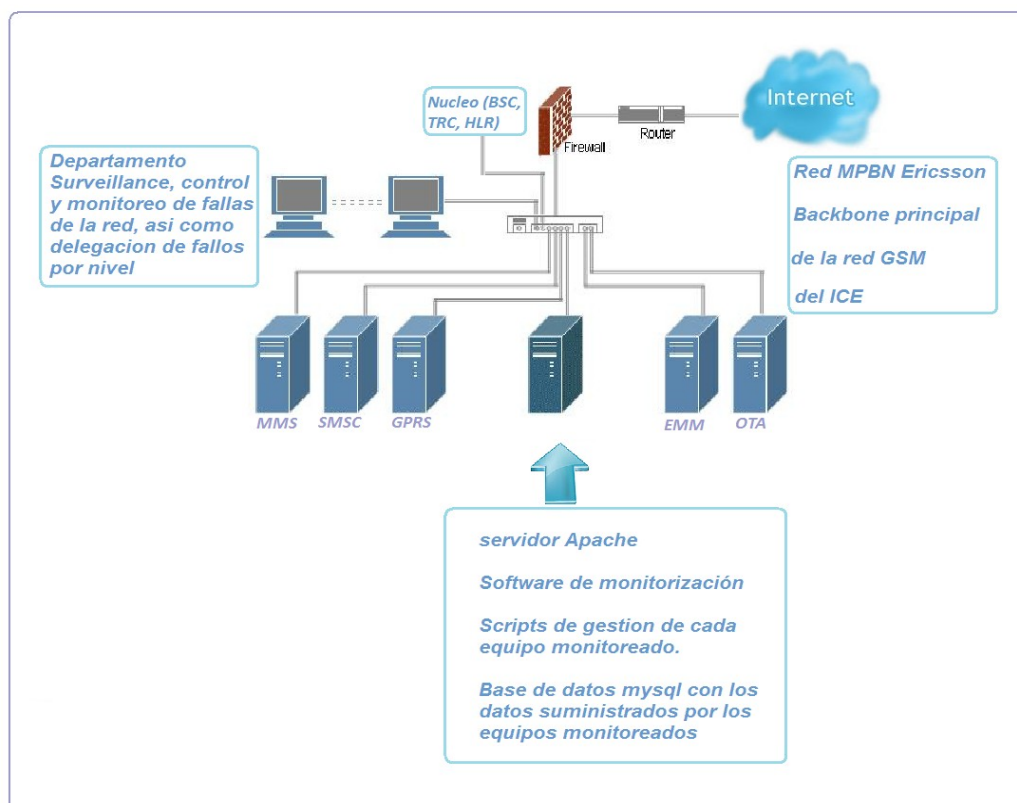 Nucleo (BSC,
TRC, HLR)
Firewall
Router
Internet
Departamento
Surveillance, control
y monitoreo de fallas
de la red, asi como
delegacion de fallos
por nivel
Red MPBN Ericsson
Backbone principal
de la red GSM
del ICE
MMS
SMSC
GPRS
EMM
OTA
servidor Apache
Software de monitorización
Scripts de gestion de cada
equipo monitoreado.
Base de datos mysql con los
datos suministrados por los
equipos monitoreados